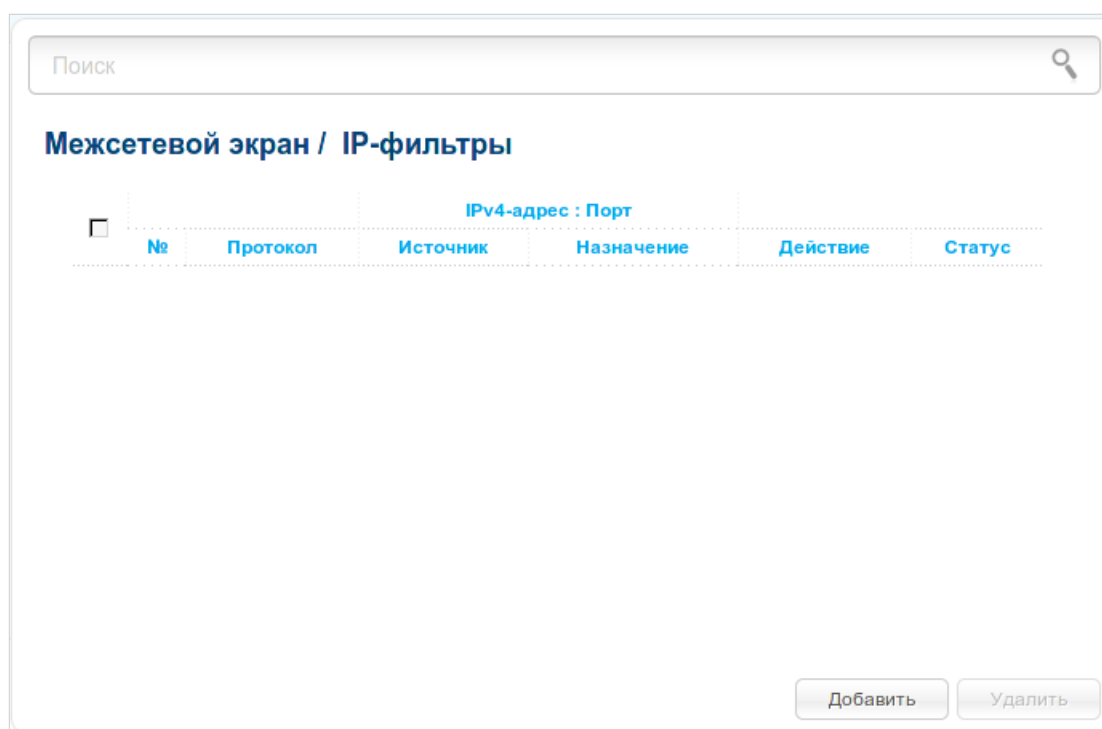 Поиск
Межсетевой экран / IP-фильтры
IPv4-адрес : Порт
№ Протокол Источник Назначение Действие Статус
Добавить Удалить